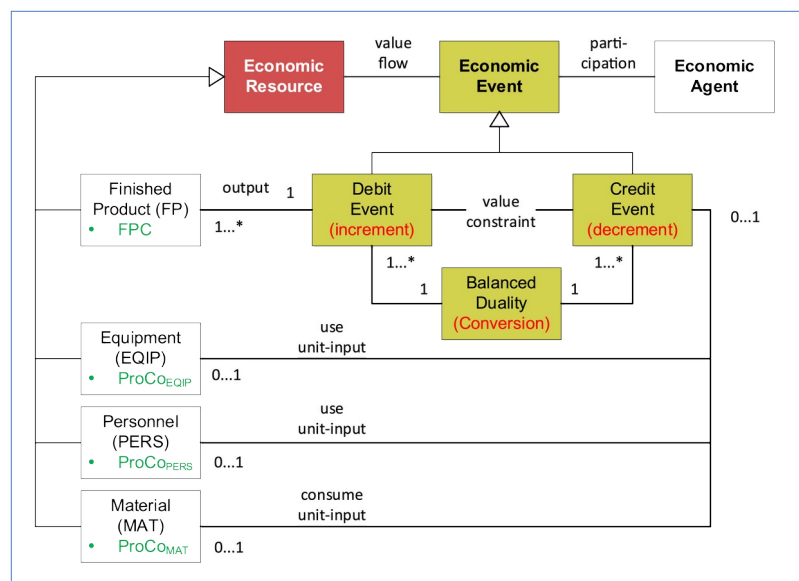 Economic
Resource
value
flow
Economic
Event
parti-
cipation
Economic
Agent
Finished
Product (FP)
• FPC
output
1
1...*
Debit
Event
(increment)
value
constraint
Credit
Event
(decrement)
0...1
1...*
1
Balanced
Duality
(Conversion)
1
1...*
Equipment
(EQIP)
• ProCoEQIP
use
unit-input
0...1
Personnel
(PERS)
• ProCoPERS
use
unit-input
0...1
Material
(MAT)
• ProCoMAT
consume
unit-input
0...1